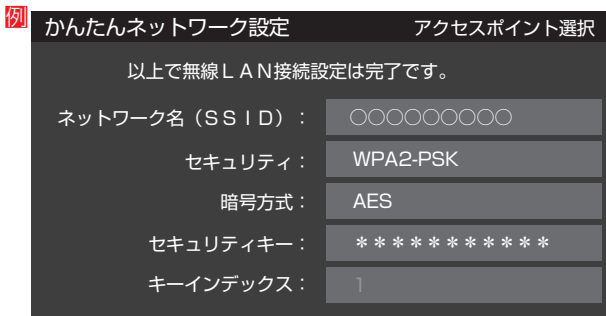 例
かんたんネットワーク設定 アクセスポイント選択
以上で無線ＬＡＮ接続設定は完了です。
ネットワーク名（ＳＳＩＤ）： ○○○○○○○○○
セキュリティ： WPA2-PSK
暗号方式： AES
セキュリティキー： ＊＊＊＊＊＊＊＊＊＊＊
キーインデックス： 1